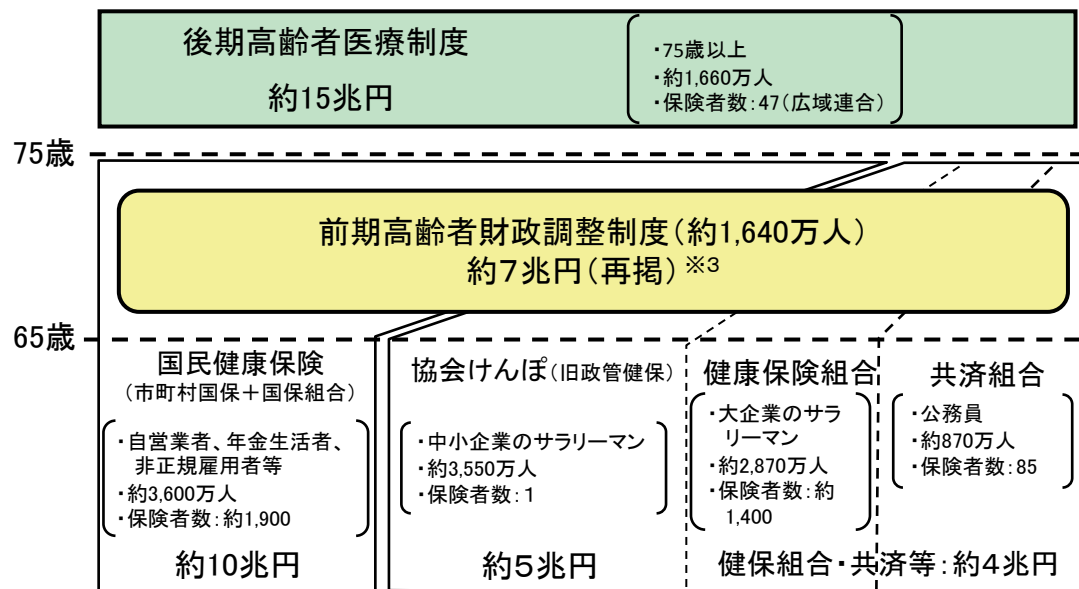 後期高齢者医療制度
約15兆円
・75歳以上
・約1,660万人
・保険者数:47(広域連合)
75歳
前期高齢者財政調整制度(約1,640万人)
約7兆円(再掲)※3
65歳
国民健康保険
(市町村国保+国保組合)
・自営業者、年金生活者、
非正規雇用者等
・約3,600万人
・保険者数:約1,900
約10兆円
協会けんぽ(旧政管健保)
・中小企業のサラリーマン
・約3,550万人
・保険者数:1
約5兆円
健康保険組合
・大企業のサラ
リーマン
・約2,870万人
・保険者数:約
1,400
共済組合
・公務員
・約870万人
・保険者数:85
健保組合・共済等:約4兆円